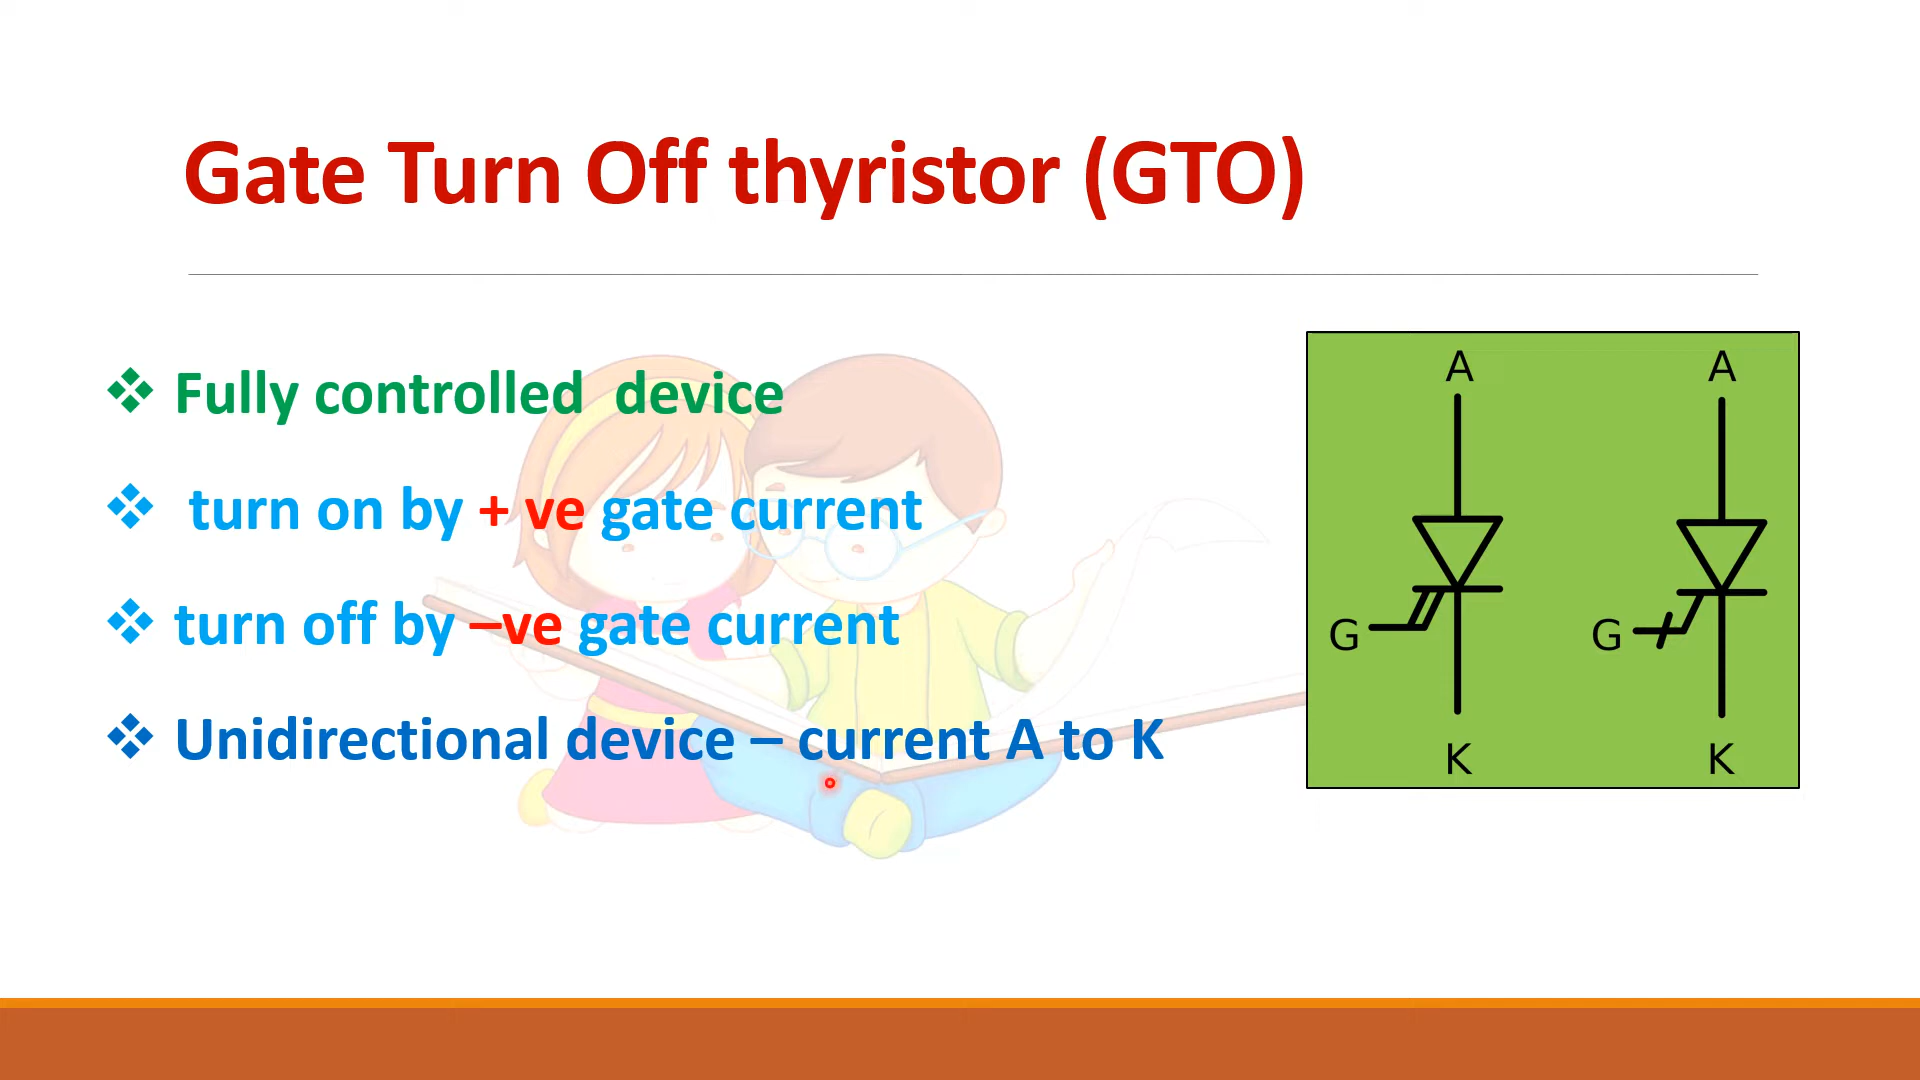 Gate Turn Off thyristor (GTO)
Fully controlled device
turn on by + ve gate current
turn off by –ve gate current
Unidirectional device – current A to K
A A
G G
K K